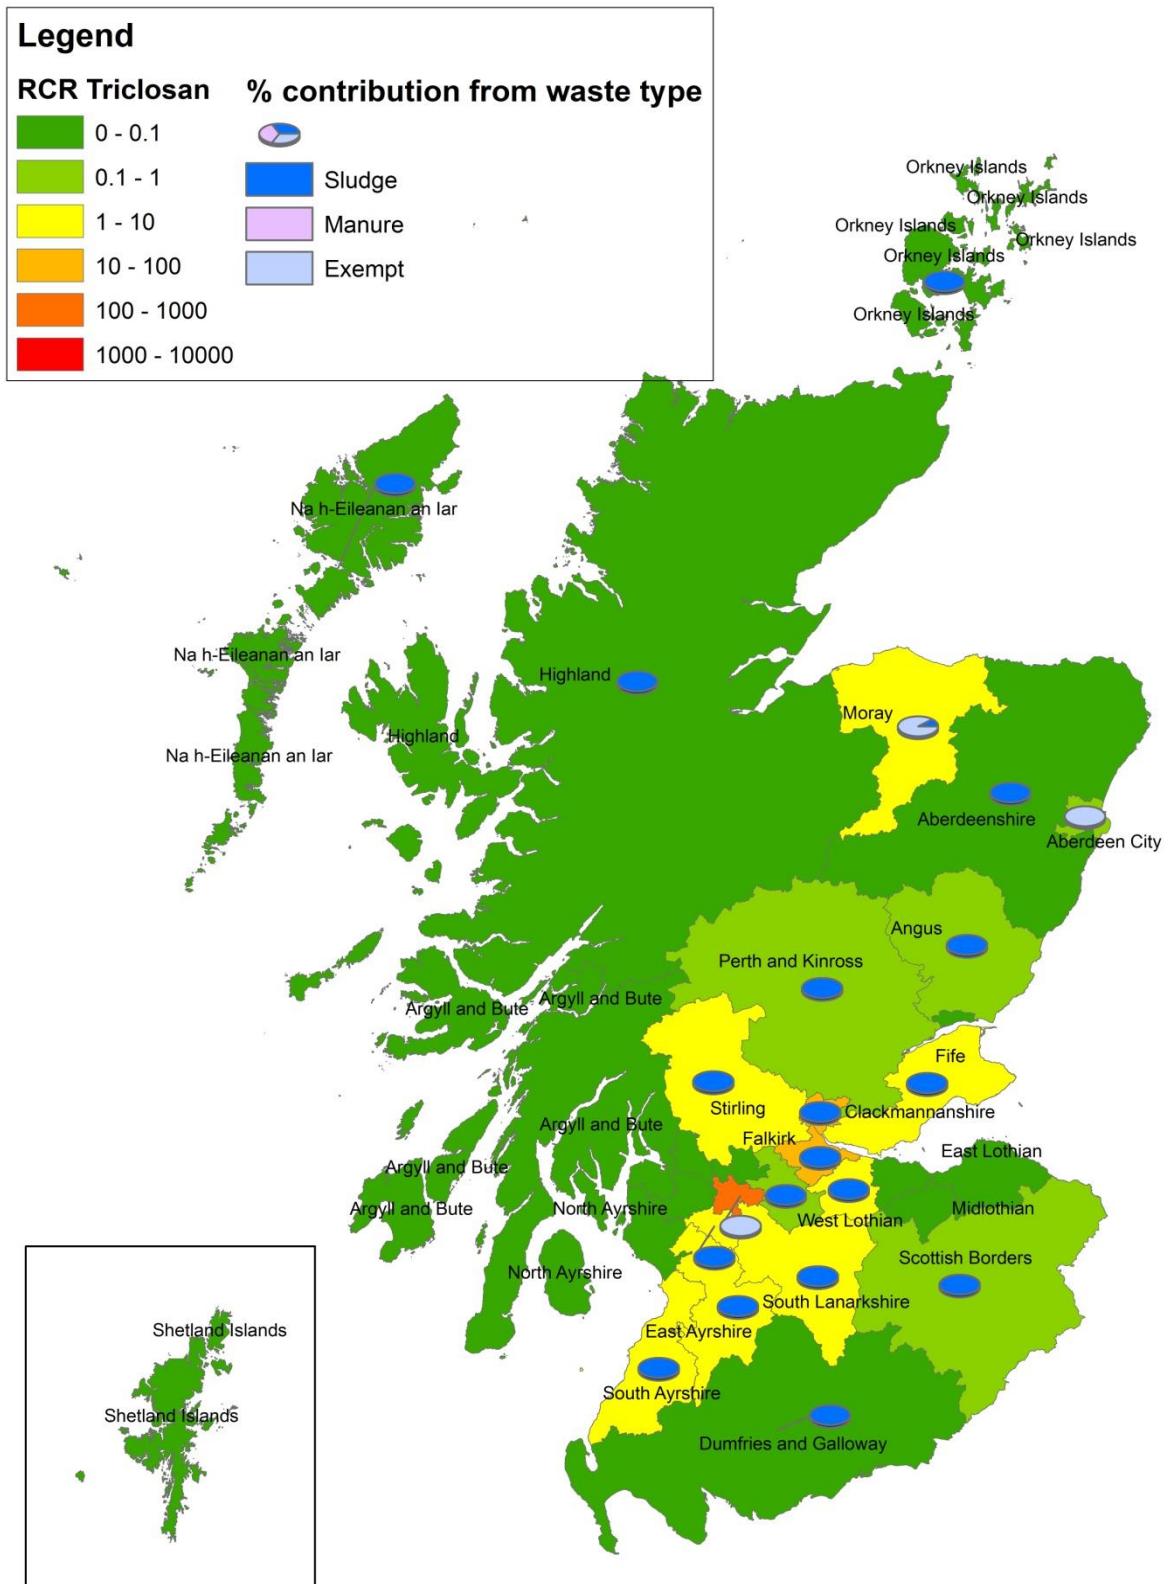 Legend
RCR Triclosan
% contribution from waste type
0 - 0.1
0.1 - 1
Sludge
1 - 10
Manure
10 - 100
Exempt
100 - 1000
1000 - 10000
Orkney Islands
Orkney Islands
Orkney Islands
Orkney Islands
Orkney Islands
Orkney Islands
Na h-Eileanan an Iar
Na h-Eileanan an Iar
Highland
Moray
Highland
Na h-Eileanan an Iar
Aberdeenshire
Aberdeen City
Angus
Perth and Kinross
Argyll and Bute
Argyll and Bute
Fife
Stirling
Clackmannanshire
Argyll and Bute
Falkirk
East Lothian
Argyll and Bute
Argyll and Bute
North Ayrshire
West Lothian
Midlothian
Scottish Borders
North Ayrshire
South Lanarkshire
East Ayrshire
South Ayrshire
Dumfries and Galloway
Shetland Islands
Shetland Islands